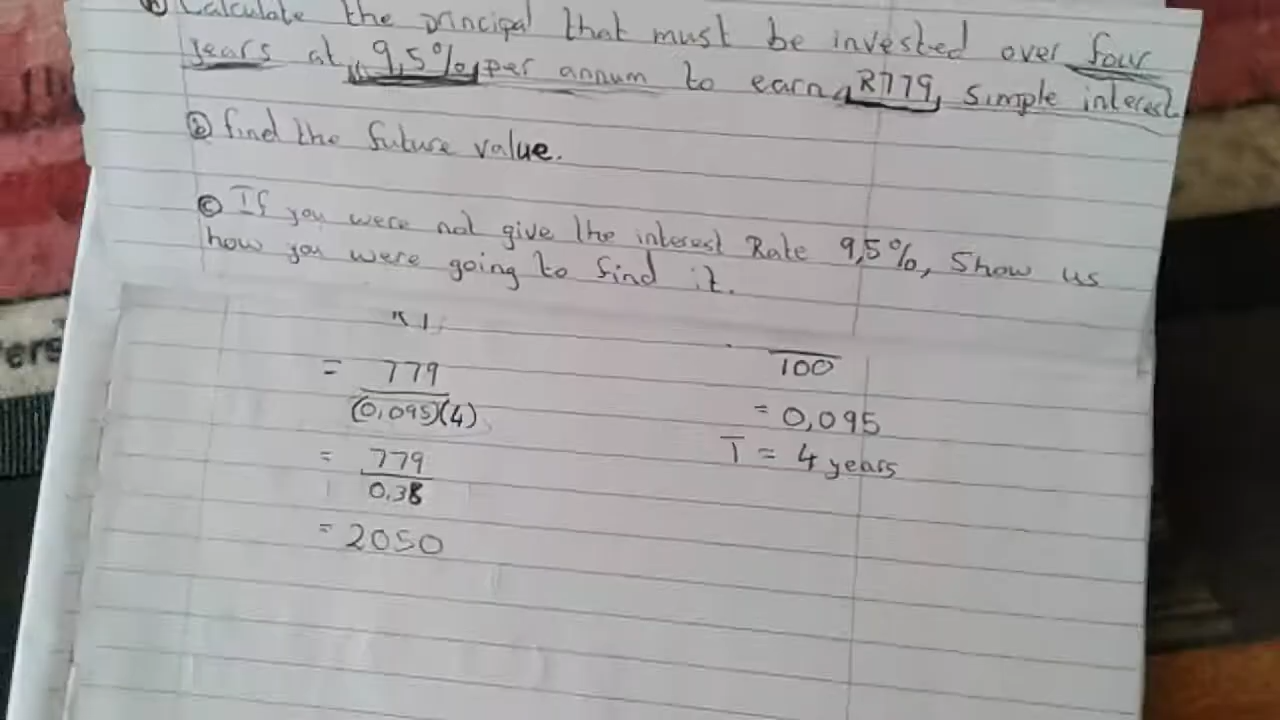 ⓐ Calculate the principal that must be invested over four
years at 9,5% per annum to earn R779 simple interest.
ⓑ find the future value.
ⓒ If you were not give the interest Rate 9,5%, Show us
how you were going to find it.
= 779 / (0,095)(4)
= 779 / 0,38
= 2050
100
= 0,095
T = 4 years